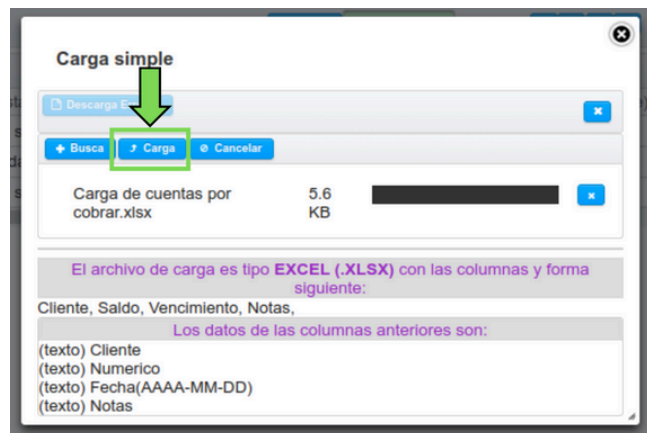 Carga simple
Descarga
Busca Carga Cancelar
Carga de cuentas por 5.6
cobrar.xlsx KB
El archivo de carga es tipo EXCEL (.XLSX) con las columnas y forma
siguiente:
Cliente, Saldo, Vencimiento, Notas,
Los datos de las columnas anteriores son:
(texto) Cliente
(texto) Numerico
(texto) Fecha(AAAA-MM-DD)
(texto) Notas